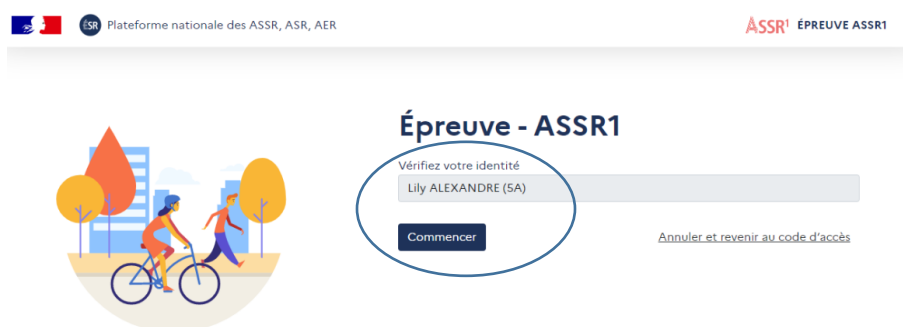 ÉSR Plateforme nationale des ASSR, ASR, AER
ASSR1 ÉPREUVE ASSR1
Épreuve - ASSR1
Vérifiez votre identité
Lily ALEXANDRE (5A)
Commencer
Annuler et revenir au code d'accès